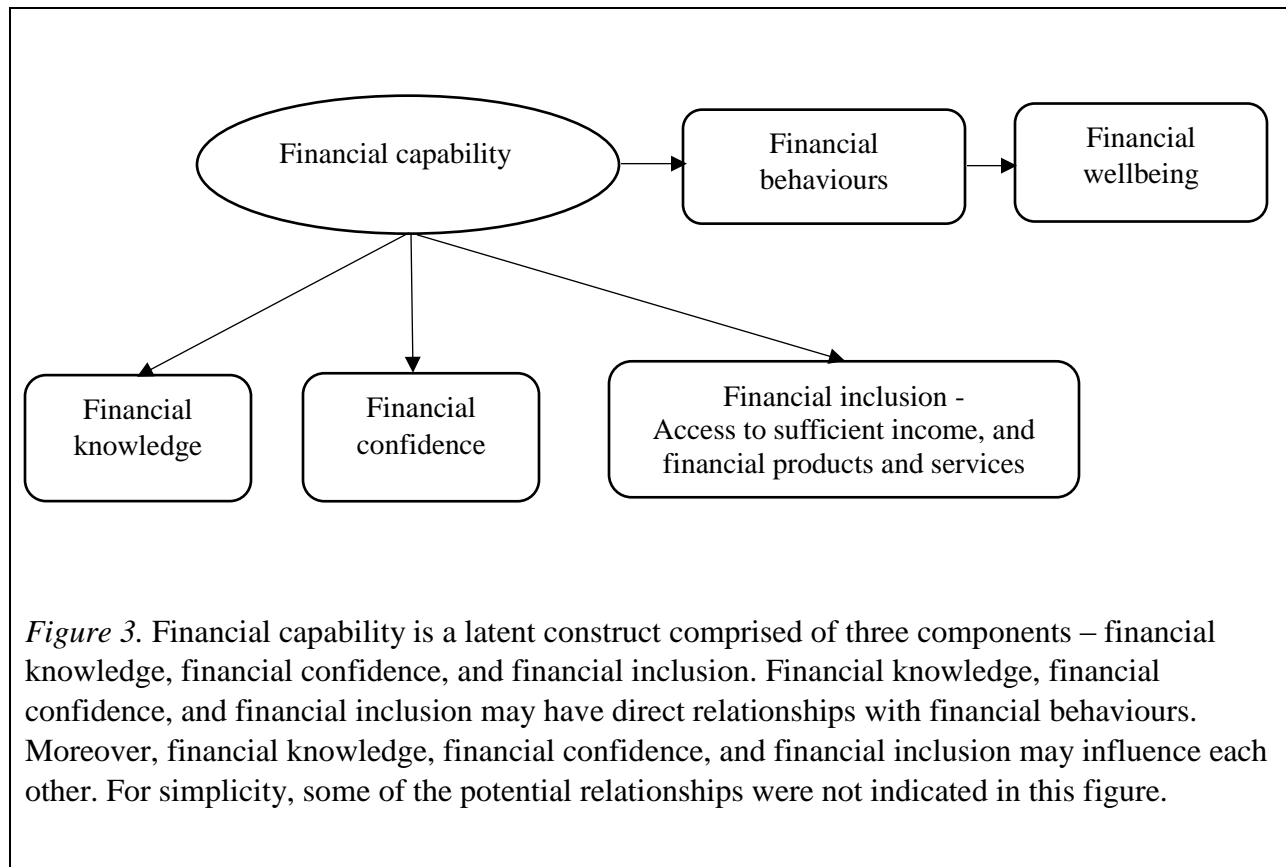 Financial capability
Financial
behaviours
Financial
wellbeing
Financial
knowledge
Financial
confidence
Financial inclusion -
Access to sufficient income, and
financial products and services
Figure 3. Financial capability is a latent construct comprised of three components – financial
knowledge, financial confidence, and financial inclusion. Financial knowledge, financial
confidence, and financial inclusion may have direct relationships with financial behaviours.
Moreover, financial knowledge, financial confidence, and financial inclusion may influence each
other. For simplicity, some of the potential relationships were not indicated in this figure.